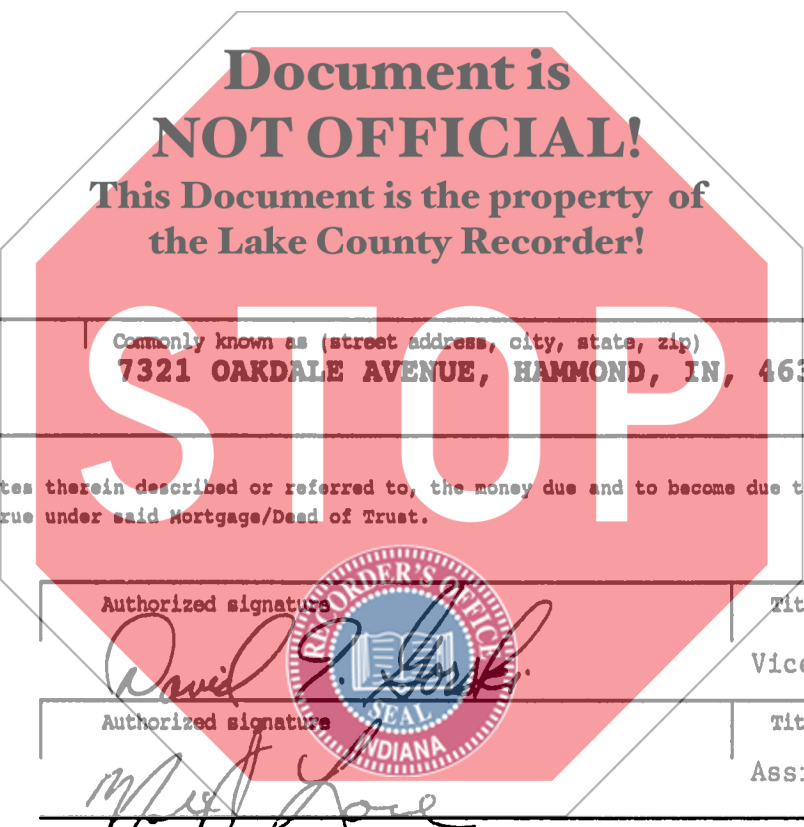 Document is
NOT OFFICIAL!
This Document is the property of
the Lake County Recorder!
STOP
Commonly known as (street address, city, state, zip)
7321 OAKDALE AVENUE, HAMMOND, IN, 463
tes therein described or referred to, the money due and to become due t
rue under said Mortgage/Deed of Trust.
Authorized signature
Tit
David J. Gorski
Vice
RECORDER'S OFFICE
SEAL
INDIANA
Authorized signature
Tit
Assi